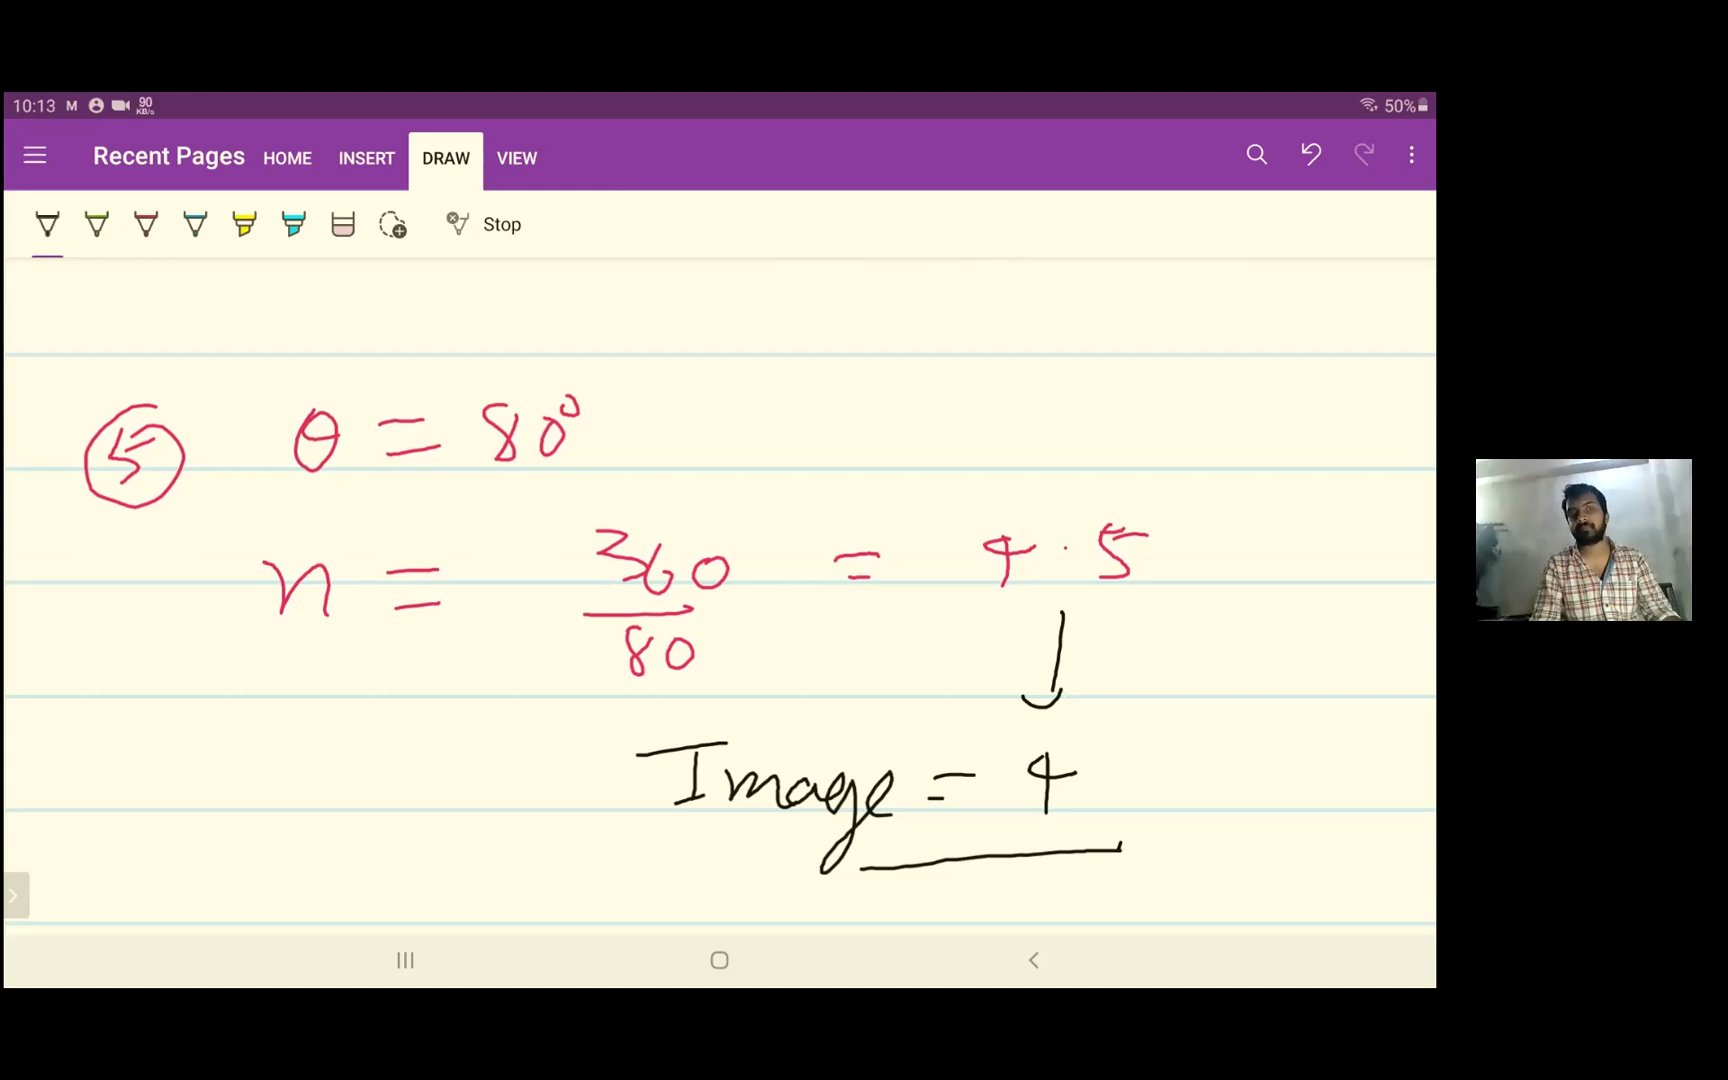 10:13 M 90 KB/s 50%
Recent Pages HOME INSERT DRAW VIEW
Stop
5 θ = 80°
n = 360/80 = 4.5
Image = 4